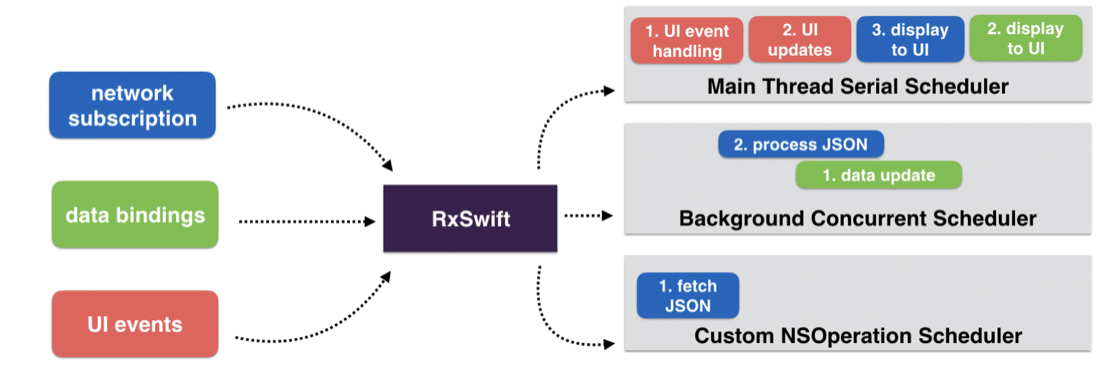 network
subscription
data bindings
UI events
RxSwift
1. UI event
handling
2. UI
updates
3. display
to UI
2. display
to UI
Main Thread Serial Scheduler
2. process JSON
1. data update
Background Concurrent Scheduler
1. fetch
JSON
Custom NSOperation Scheduler